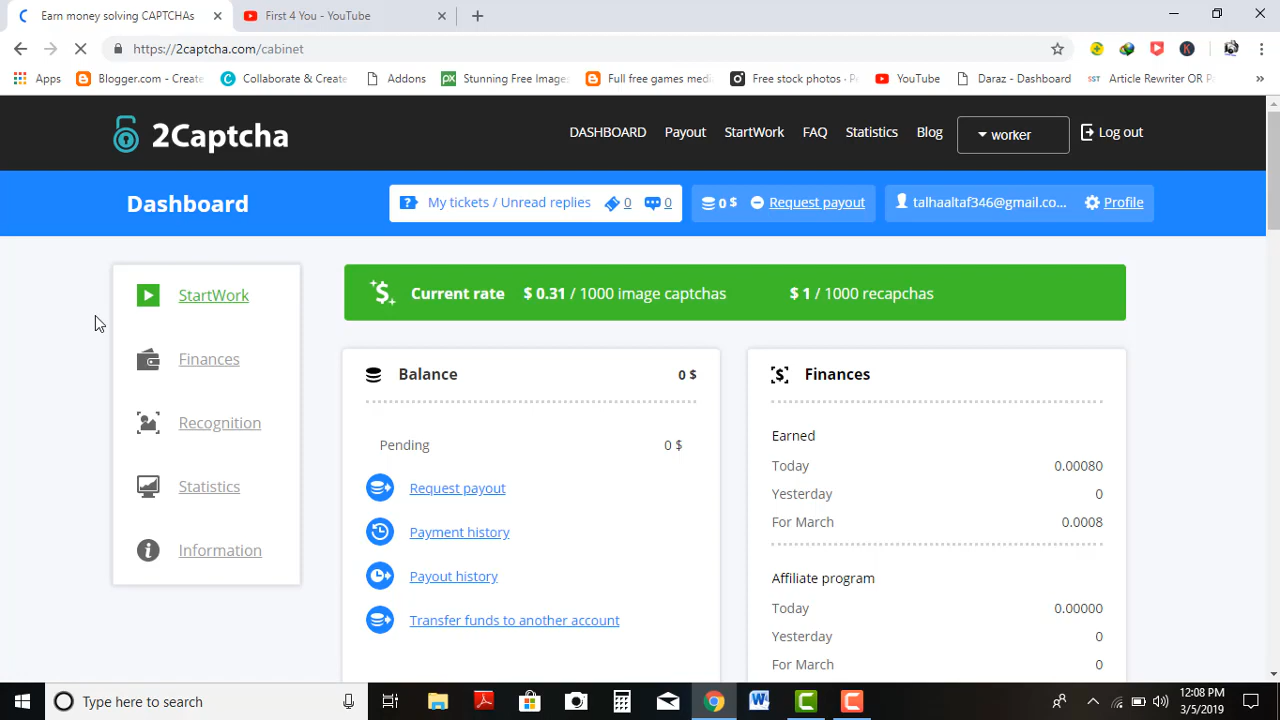 Earn money solving CAPTCHAs
First 4 You - YouTube
https://2captcha.com/cabinet
Apps
Blogger.com - Create
Collaborate & Create
Addons
Stunning Free Image
Full free games medi
Free stock photos - P
YouTube
Daraz - Dashboard
SST
Article Rewriter OR P
2Captcha
DASHBOARD
Payout
StartWork
FAQ
Statistics
Blog
worker
Log out
Dashboard
My tickets / Unread replies
0
0
0 $
Request payout
talhaaltaf346@gmail.co...
Profile
StartWork
Finances
Recognition
Statistics
Information
Current rate $ 0.31 / 1000 image captchas $ 1 / 1000 recapchas
Balance 0 $
Pending 0 $
Request payout
Payment history
Payout history
Transfer funds to another account
Finances
Earned
Today 0.00080
Yesterday 0
For March 0.0008
Affiliate program
Today 0.00000
Yesterday 0
For March 0
Type here to search
12:08 PM
3/5/2019